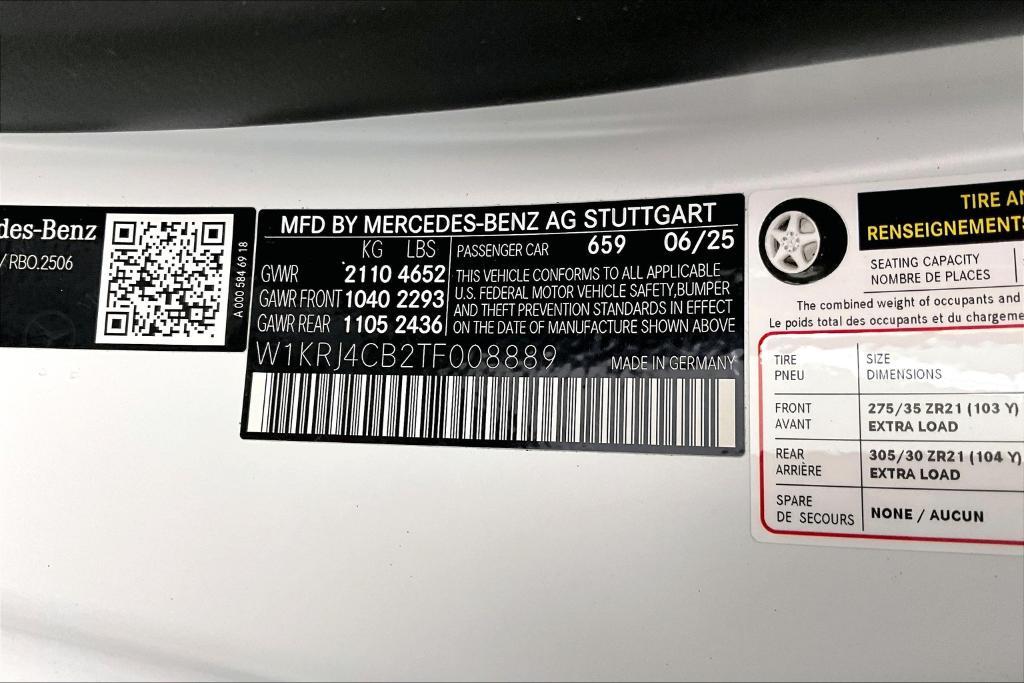 des-Benz
/ RBO.2506
A 000 584 69 18
MFD BY MERCEDES-BENZ AG STUTTGART
KG LBS
GWR 2110 4652
GAWR FRONT 1040 2293
GAWR REAR 1105 2436
PASSENGER CAR 659 06/25
THIS VEHICLE CONFORMS TO ALL APPLICABLE
U.S. FEDERAL MOTOR VEHICLE SAFETY,BUMPER
AND THEFT PREVENTION STANDARDS IN EFFECT
ON THE DATE OF MANUFACTURE SHOWN ABOVE
W1KRJ4CB2TF008889
MADE IN GERMANY
TIRE AN
RENSEIGNEMENTS
SEATING CAPACITY
NOMBRE DE PLACES
The combined weight of occupants and
Le poids total des occupants et du chargeme
TIRE
PNEU
SIZE
DIMENSIONS
FRONT
AVANT
275/35 ZR21 (103 Y)
EXTRA LOAD
REAR
ARRIÈRE
305/30 ZR21 (104 Y)
EXTRA LOAD
SPARE
DE SECOURS
NONE / AUCUN